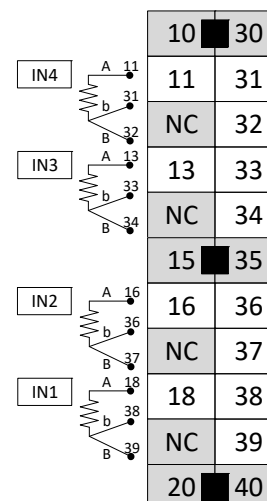 10 30
IN4 A 11 11 31
b 31
NC 32
B 32
IN3 A 13 13 33
b 33
NC 34
B 34
15 35
IN2 A 16 16 36
b 36
NC 37
B 37
IN1 A 18 18 38
b 38
NC 39
B 39
20 40